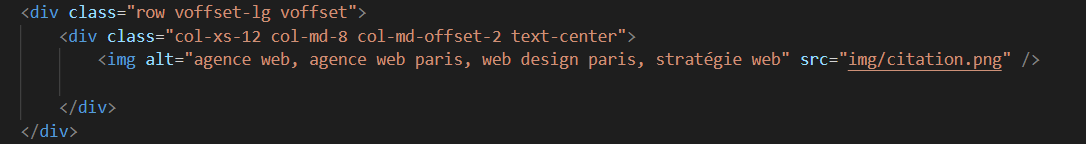 <div class="row voffset-lg voffset">
<div class="col-xs-12 col-md-8 col-md-offset-2 text-center">
<img alt="agence web, agence web paris, web design paris, stratégie web" src="img/citation.png" />
</div>
</div>